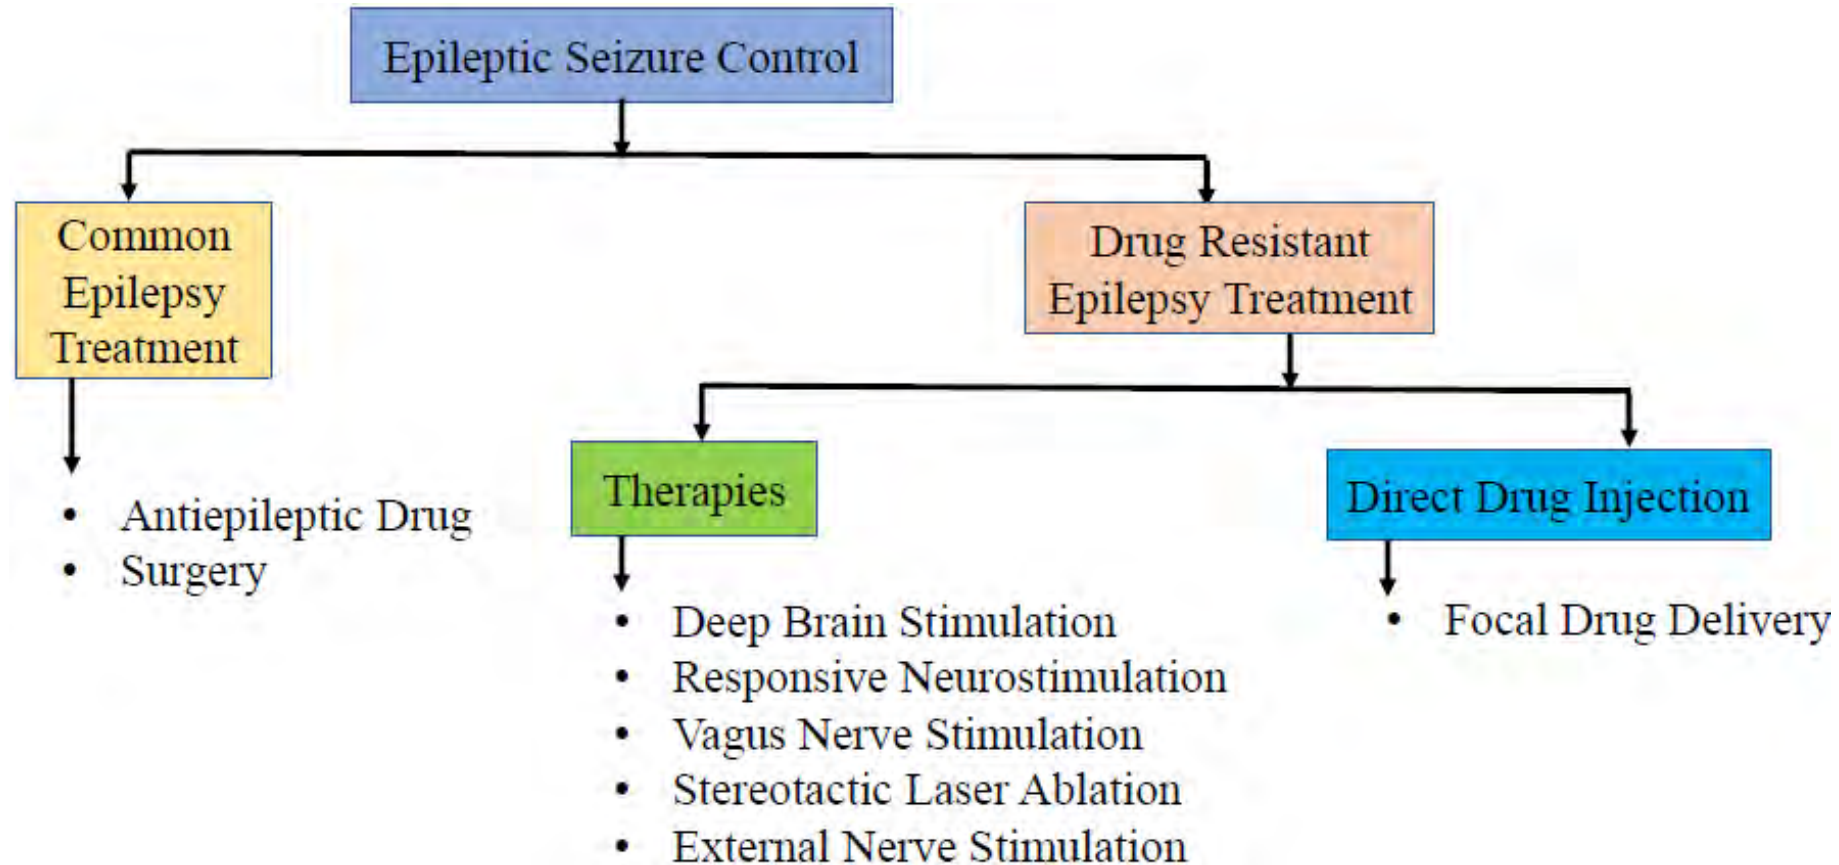 Epileptic Seizure Control
Common
Epilepsy
Treatment
Drug Resistant
Epilepsy Treatment
• Antiepileptic Drug
• Surgery
Therapies
• Deep Brain Stimulation
• Responsive Neurostimulation
• Vagus Nerve Stimulation
• Stereotactic Laser Ablation
• External Nerve Stimulation
Direct Drug Injection
• Focal Drug Delivery